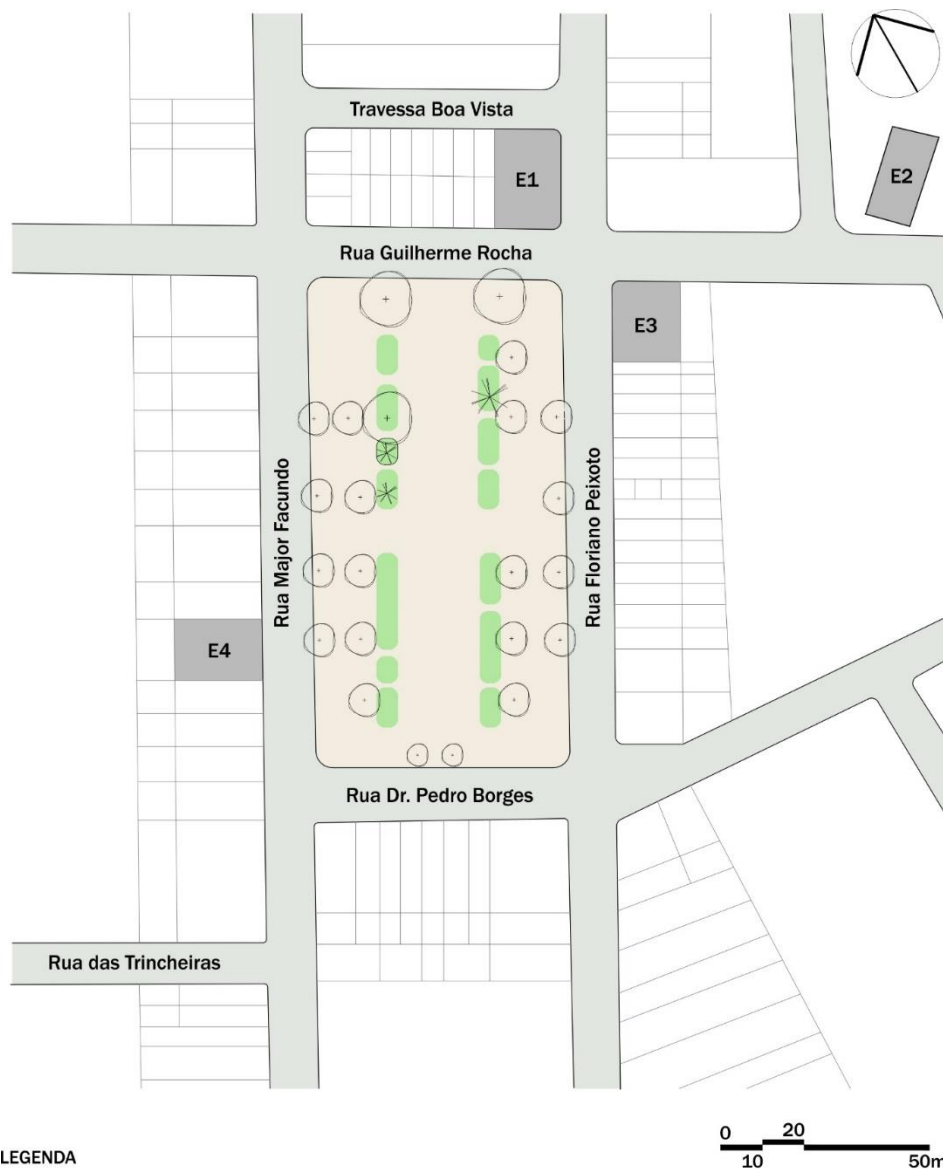 Travessa Boa Vista
E1
E2
Rua Guilherme Rocha
E3
Rua Major Facundo
Rua Floriano Peixoto
E4
Rua Dr. Pedro Borges
Rua das Trincheiras
LEGENDA
0 20
10 50m